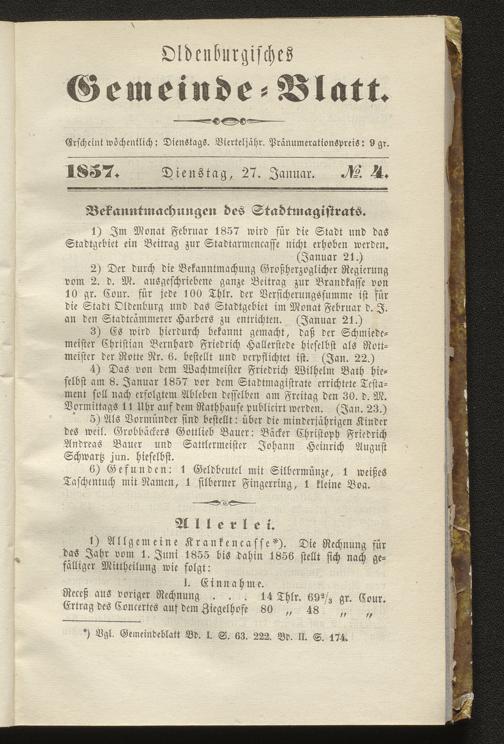 Oldenburgisches
Gemeinde-Blatt.
Erscheint wöchentlich: Dienstags. Vierteljähr. Pränumerationspreis: 9 gr.
1857. Dienstag, 27. Januar. № 4.
Bekanntmachungen des Stadtmagistrats.
1) Im Monat Februar 1857 wird für die Stadt und das
Stadtgebiet ein Beitrag zur Stadtarmencasse nicht erhoben werden.
(Januar 21.)
2) Der durch die Bekanntmachung Großherzoglicher Regierung
vom 2. d. M. ausgeschriebene ganze Beitrag zur Brandkasse von
10 gr. Cour. für jede 100 Thlr. der Versicherungssumme ist für
die Stadt Oldenburg und das Stadtgebiet im Monat Februar d. J.
an den Stadtcämmerer Harbers zu entrichten. (Januar 21.)
3) Es wird hierdurch bekannt gemacht, daß der Schmiede-
meister Christian Bernhard Friedrich Hallerstede hieselbst als Rott-
meister der Rotte Nr. 6. bestellt und verpflichtet ist. (Jan. 22.)
4) Das von dem Wachtmeister Friedrich Wilhelm Bath hie-
selbst am 8. Januar 1857 vor dem Stadtmagistrate errichtete Testa-
ment soll nach erfolgtem Ableben desselben am Freitag den 30. d. M.
Vormittags 11 Uhr auf dem Rathhause publicirt werden. (Jan. 23.)
5) Als Vormünder sind bestellt: über die minderjährigen Kinder
des weil. Grobbäckers Gottlieb Bauer: Bäcker Christoph Friedrich
Andreas Bauer und Sattlermeister Johann Heinrich August
Schwartz jun. hieselbst.
6) Gefunden: 1 Geldbeutel mit Silbermünze, 1 weißes
Taschentuch mit Namen, 1 silberner Fingerring, 1 kleine Boa.
Allerlei.
1) Allgemeine Krankencasse*). Die Rechnung für
das Jahr vom 1. Juni 1855 bis dahin 1856 stellt sich nach ge-
fälliger Mittheilung wie folgt:
I. Einnahme.
Receß aus voriger Rechnung . . . 14 Thlr. 69⅔ gr. Cour.
Ertrag des Concertes auf dem Ziegelhofe 80 „ 48 „ „
*) Vgl. Gemeindeblatt Bd. I. S. 63. 222. Bd. II. S. 174.